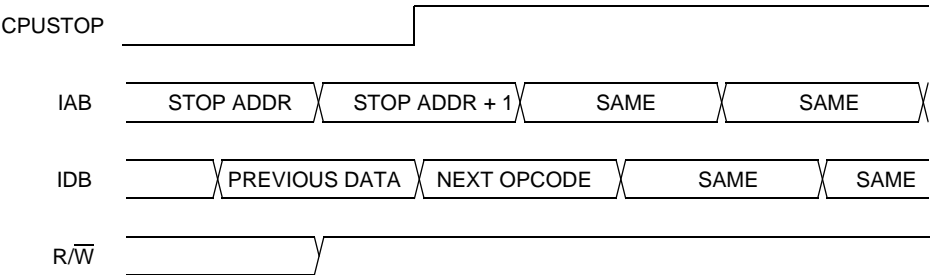 CPUSTOP
IAB STOP ADDR STOP ADDR + 1 SAME SAME
IDB PREVIOUS DATA NEXT OPCODE SAME SAME
R/W̅